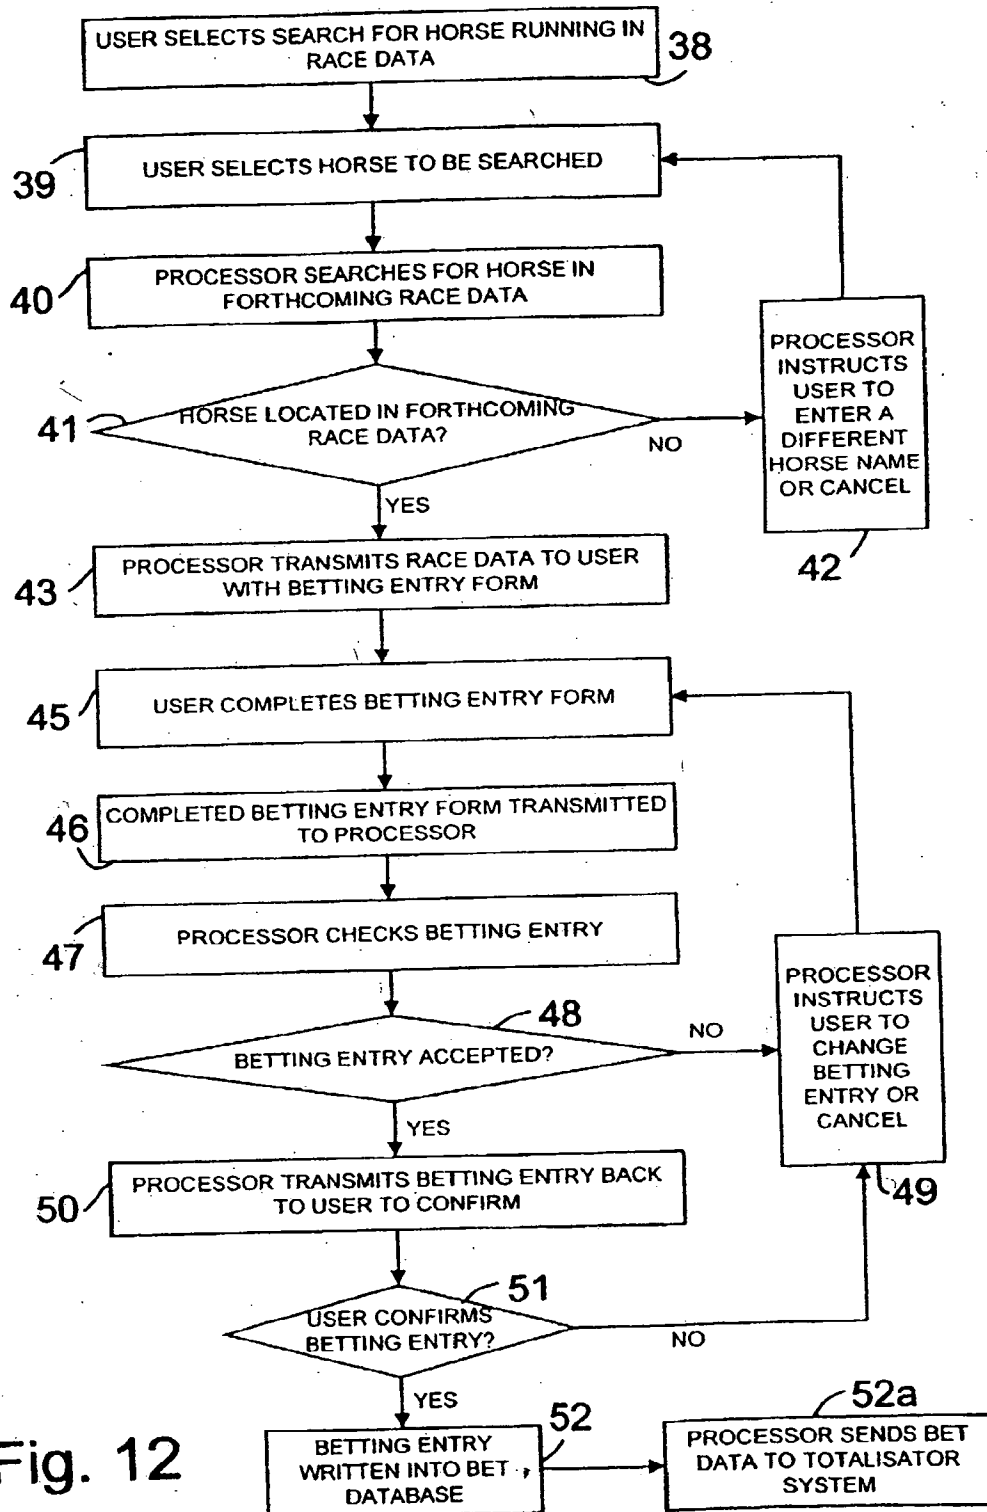 USER SELECTS SEARCH FOR HORSE RUNNING IN
RACE DATA
38
39
USER SELECTS HORSE TO BE SEARCHED
40
PROCESSOR SEARCHES FOR HORSE IN
FORTHCOMING RACE DATA
41
HORSE LOCATED IN FORTHCOMING
RACE DATA?
NO
PROCESSOR
INSTRUCTS
USER TO
ENTER A
DIFFERENT
HORSE NAME
OR CANCEL
42
YES
43
PROCESSOR TRANSMITS RACE DATA TO USER
WITH BETTING ENTRY FORM
45
USER COMPLETES BETTING ENTRY FORM
46
COMPLETED BETTING ENTRY FORM TRANSMITTED
TO PROCESSOR
47
PROCESSOR CHECKS BETTING ENTRY
48
BETTING ENTRY ACCEPTED?
NO
PROCESSOR
INSTRUCTS
USER TO
CHANGE
BETTING
ENTRY OR
CANCEL
49
YES
50
PROCESSOR TRANSMITS BETTING ENTRY BACK
TO USER TO CONFIRM
51
USER CONFIRMS
BETTING ENTRY?
NO
YES
52
BETTING ENTRY
WRITTEN INTO BET
DATABASE
52a
PROCESSOR SENDS BET
DATA TO TOTALISATOR
SYSTEM
Fig. 12